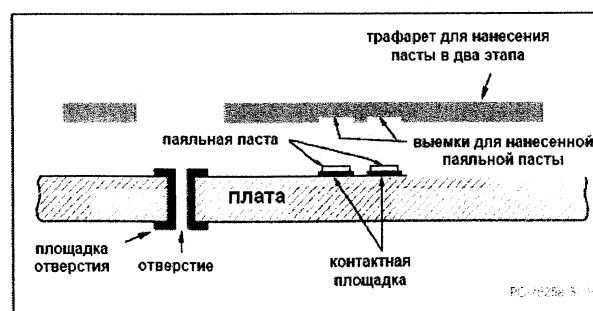 трафарет для нанесения
пасты в два этапа
паяльная паста
выемки для нанесенной
паяльной пасты
плата
площадка
отверстия
отверстие
контактная
площадка